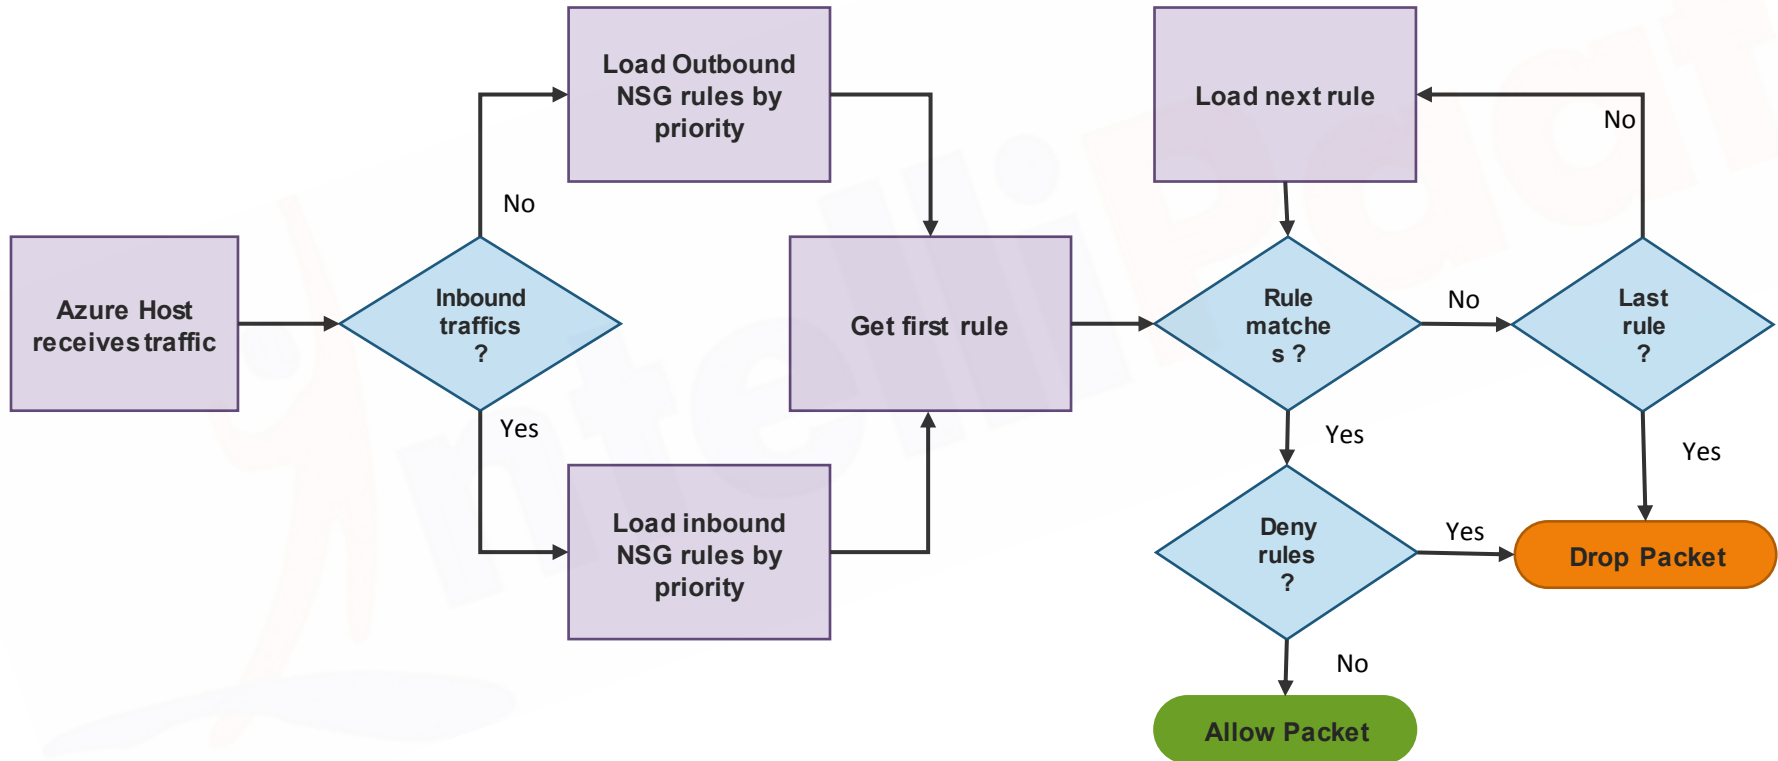 Azure Host
receives traffic
Inbound
traffics
?
No
Yes
Load Outbound
NSG rules by
priority
Load inbound
NSG rules by
priority
Get first rule
Load next rule
Rule
matche
s ?
No
Yes
Last
rule
?
No
Yes
Deny
rules
?
Yes
No
Drop Packet
Allow Packet
IntelliPaat